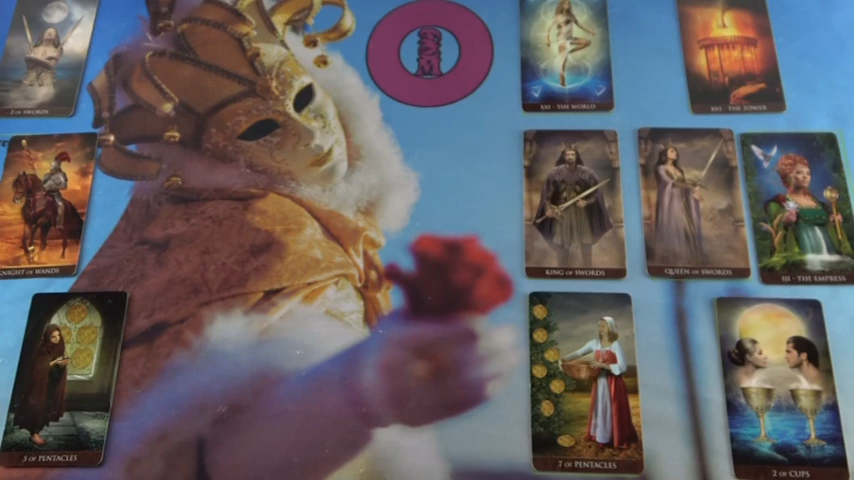 2 OF SWORDS
XXI · THE WORLD
XVI · THE TOWER
KNIGHT OF WANDS
KING OF SWORDS
QUEEN OF SWORDS
III · THE EMPRESS
5 OF PENTACLES
7 OF PENTACLES
2 OF CUPS